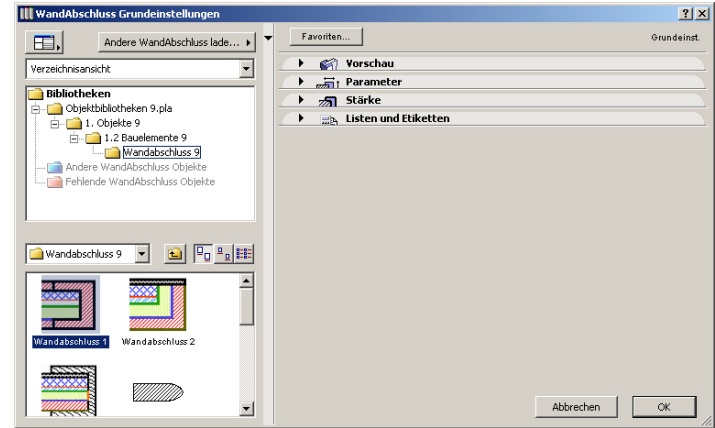 WandAbschluss Grundeinstellungen
Andere WandAbschluss lade...
Verzeichnisansicht
Bibliotheken
Objektbibliotheken 9.pla
1. Objekte 9
1.2 Bauelemente 9
Wandabschluss 9
Andere WandAbschluss Objekte
Fehlende WandAbschluss Objekte
Wandabschluss 9
Wandabschluss 1
Wandabschluss 2
Favoriten...
Grundeinst.
Vorschau
Parameter
Stärke
Listen und Etiketten
Abbrechen
OK